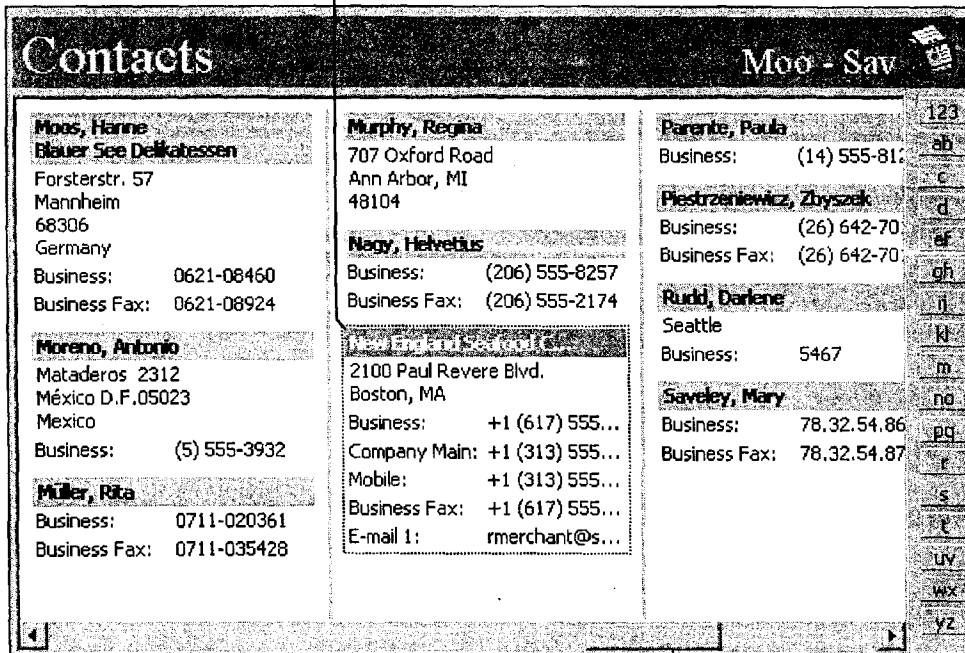 Contacts
Moo - Sav
Moos, Hanne
Blauer See Delikatessen
Forsterstr. 57
Mannheim
68306
Germany
Business: 0621-08460
Business Fax: 0621-08924
Moreno, Antonio
Mataderos 2312
México D.F.05023
Mexico
Business: (5) 555-3932
Müller, Rita
Business: 0711-020361
Business Fax: 0711-035428
Murphy, Regina
707 Oxford Road
Ann Arbor, MI
48104
Nagy, Helvetius
Business: (206) 555-8257
Business Fax: (206) 555-2174
New England Seafood C...
2100 Paul Revere Blvd.
Boston, MA
Business: +1 (617) 555...
Company Main: +1 (313) 555...
Mobile: +1 (313) 555...
Business Fax: +1 (617) 555...
E-mail 1: rmerchant@s...
Parente, Paula
Business: (14) 555-812
Piestrzeniewicz, Zbyszek
Business: (26) 642-70
Business Fax: (26) 642-70
Rudd, Darlene
Seattle
Business: 5467
Saveley, Mary
Business: 78.32.54.86
Business Fax: 78.32.54.87
123
ab
c
d
ef
gh
ij
kl
m
no
pq
r
s
t
uv
wx
yz